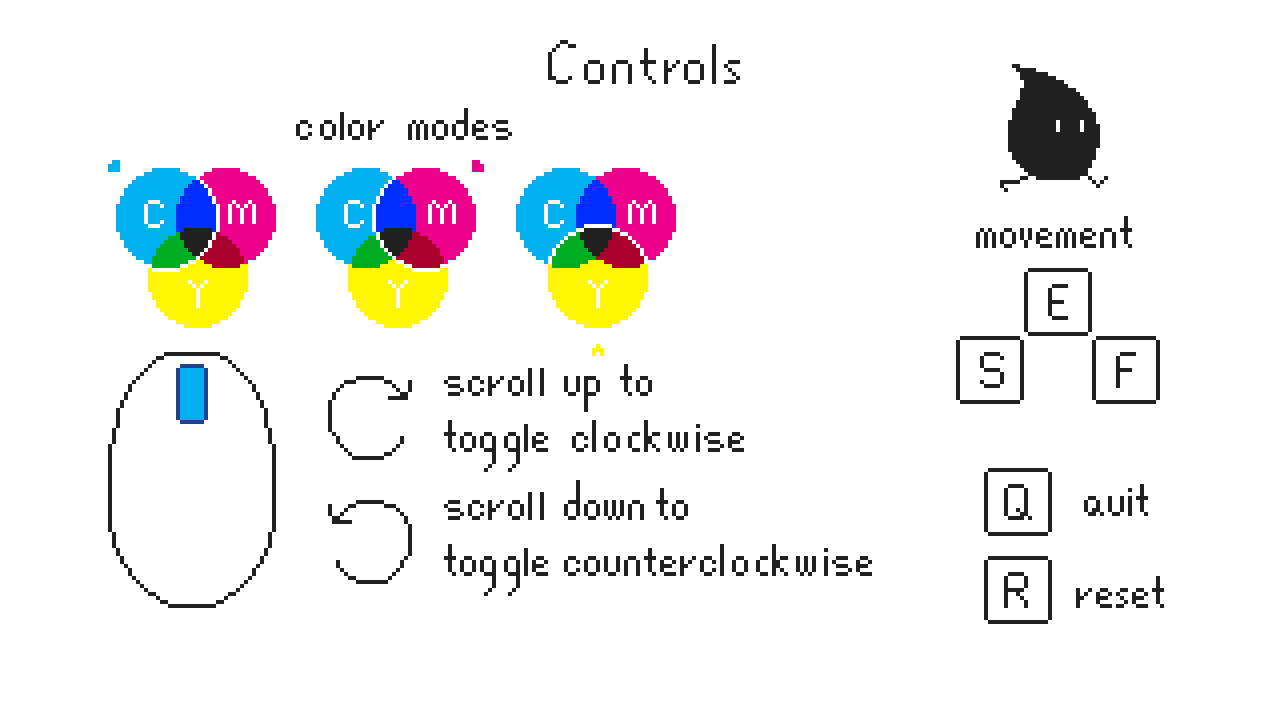 Controls
color modes
C M
Y
C M
Y
C M
Y
scroll up to
toggle clockwise
scroll down to
toggle counterclockwise
movement
E
S F
Q quit
R reset